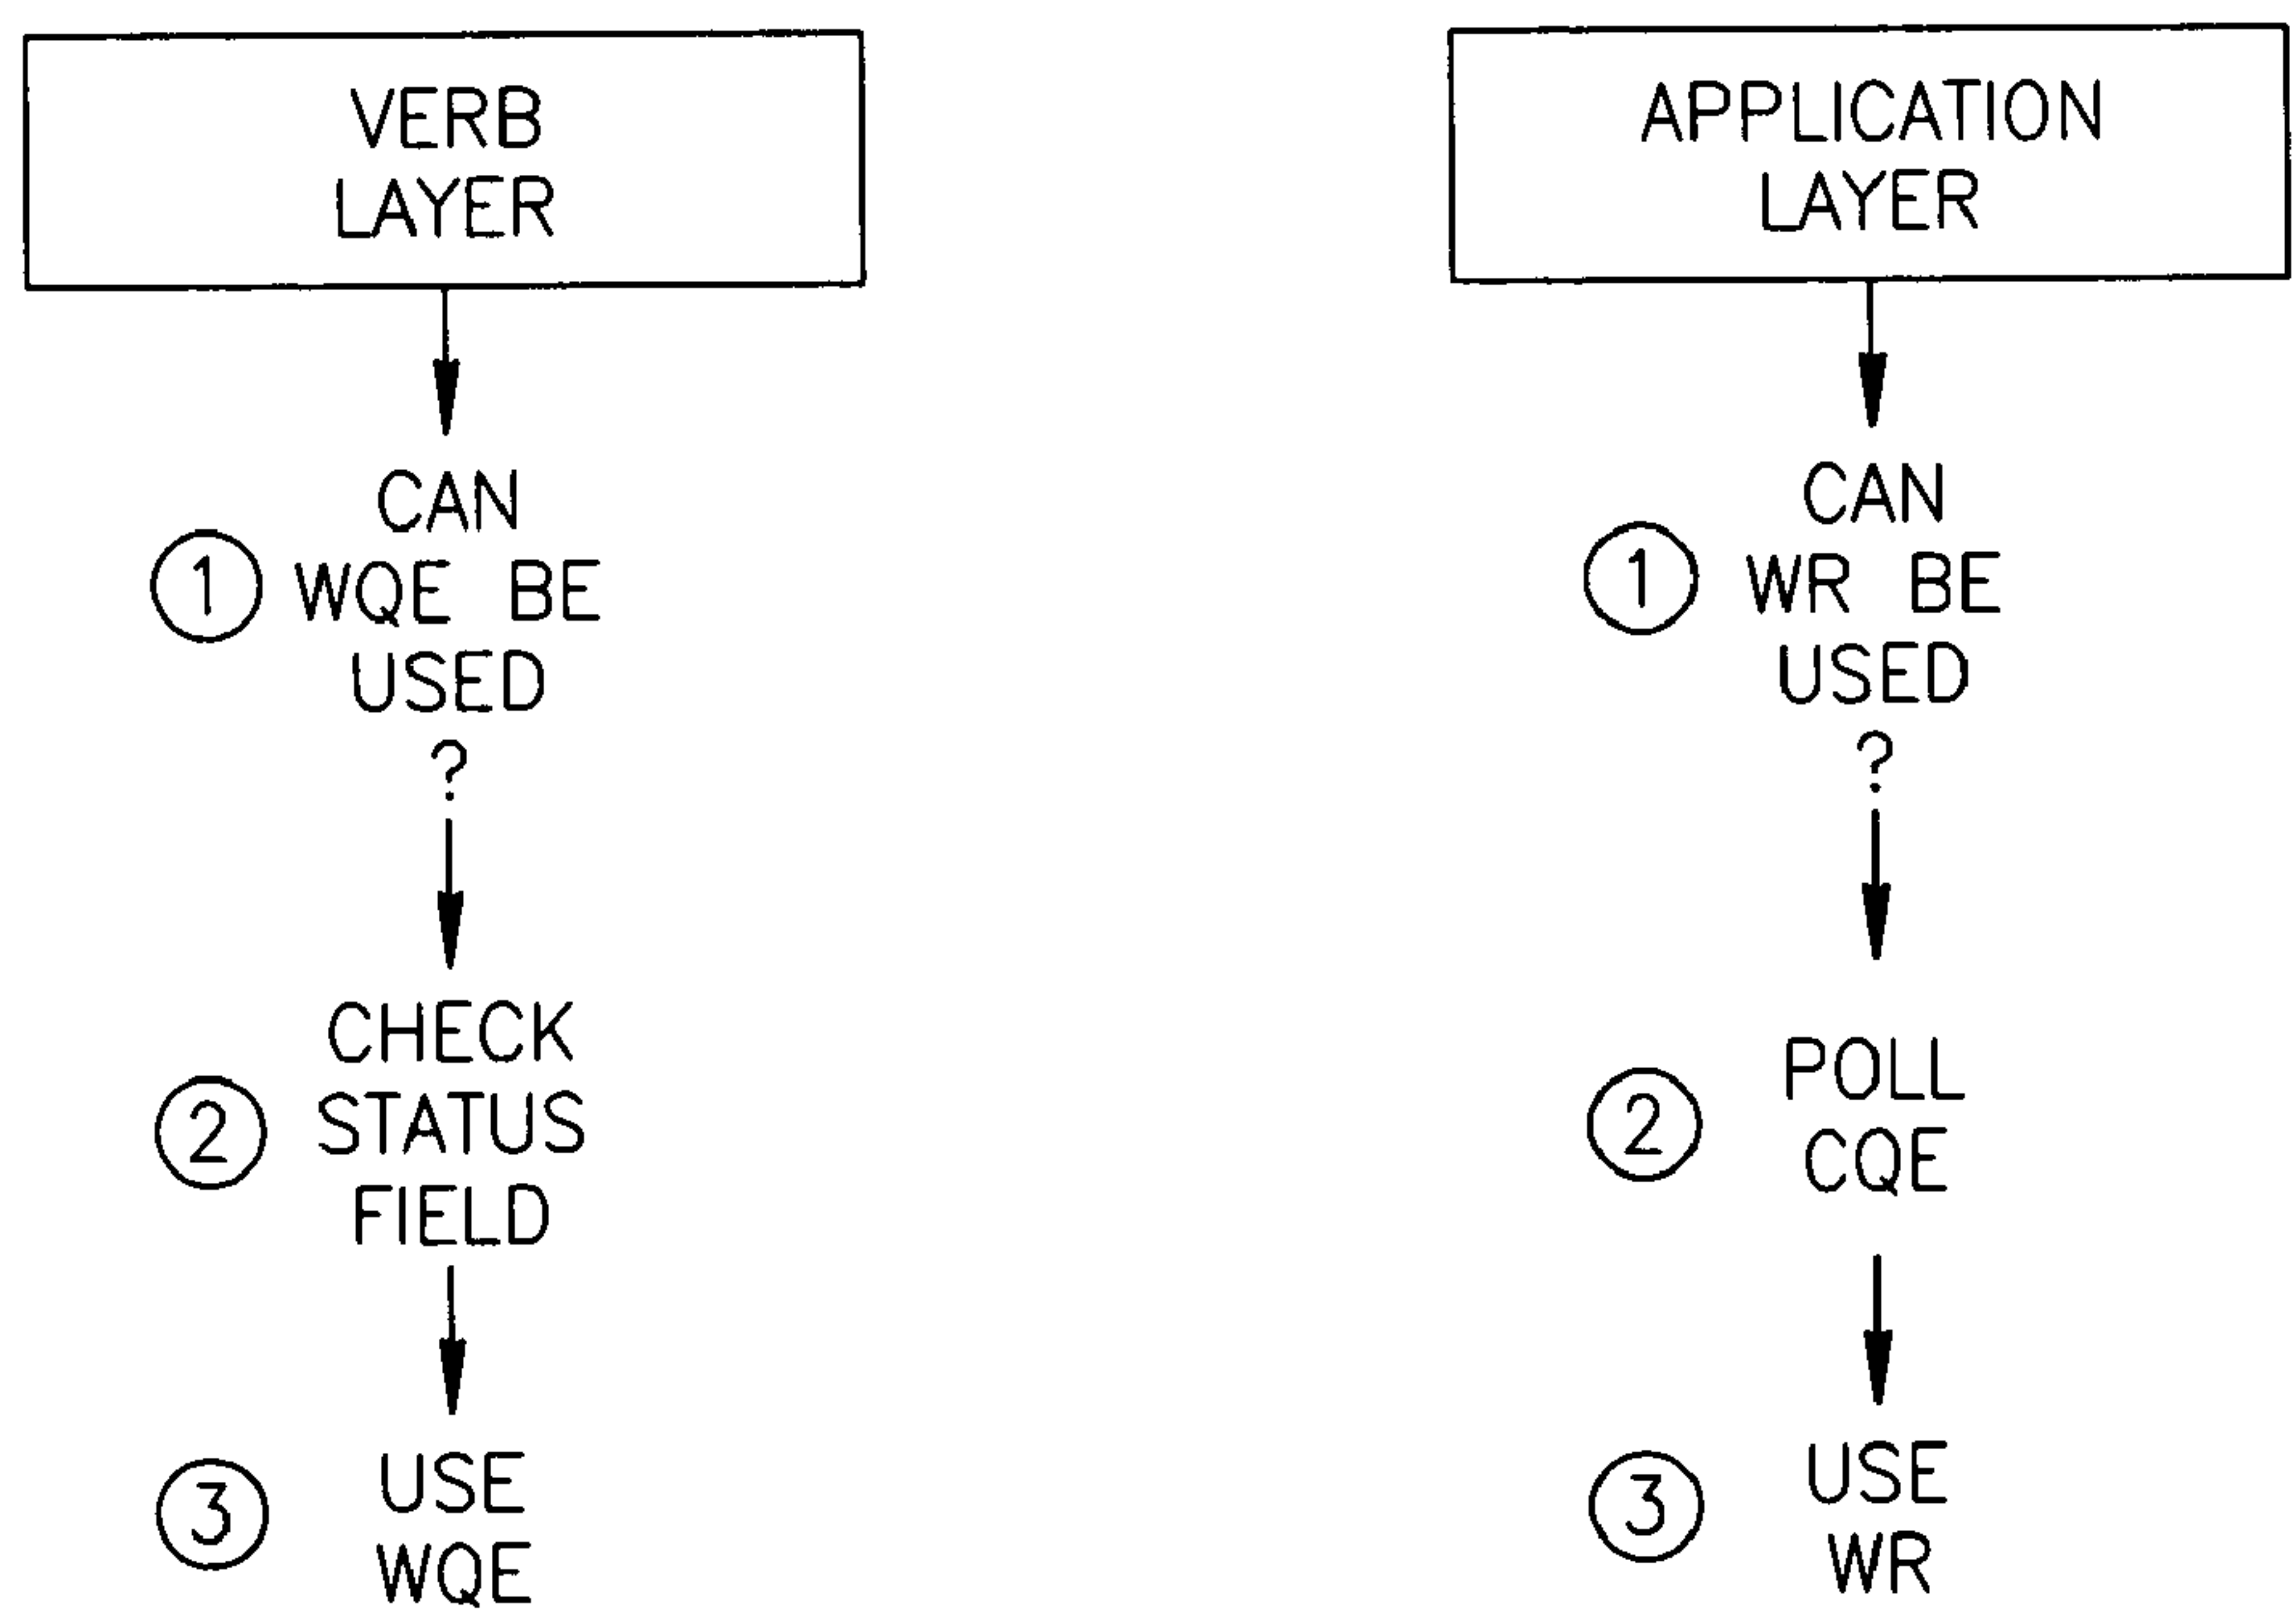 VERB
LAYER
CAN
① WQE BE
USED
?
CHECK
② STATUS
FIELD
③ USE
WQE
APPLICATION
LAYER
CAN
① WR BE
USED
?
② POLL
CQE
③ USE
WR